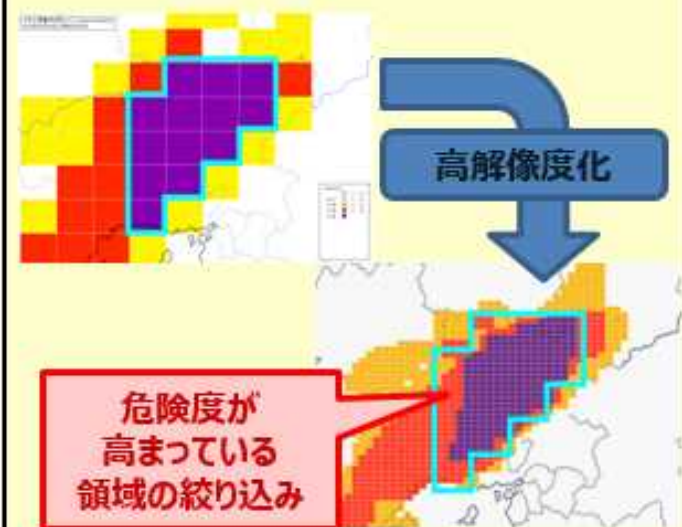 高解像度化
危険度が
高まっている
領域の絞り込み